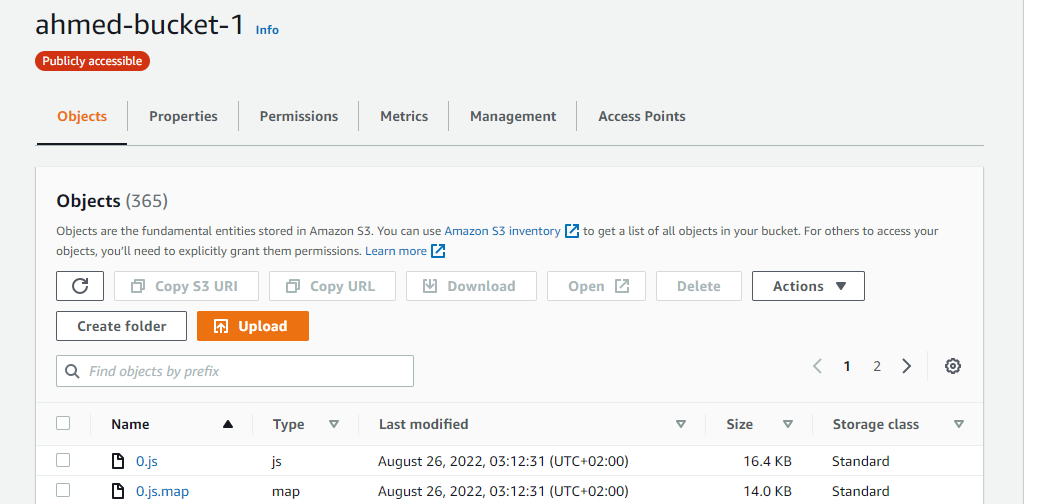 ahmed-bucket-1 Info
Publicly accessible
Objects Properties Permissions Metrics Management Access Points
Objects (365)
Objects are the fundamental entities stored in Amazon S3. You can use Amazon S3 inventory to get a list of all objects in your bucket. For others to access your
objects, you'll need to explicitly grant them permissions. Learn more
Copy S3 URI Copy URL Download Open Delete Actions
Create folder Upload
Find objects by prefix 1 2
Name Type Last modified Size Storage class
0.js js August 26, 2022, 03:12:31 (UTC+02:00) 16.4 KB Standard
0.js.map map August 26, 2022, 03:12:31 (UTC+02:00) 14.0 KB Standard